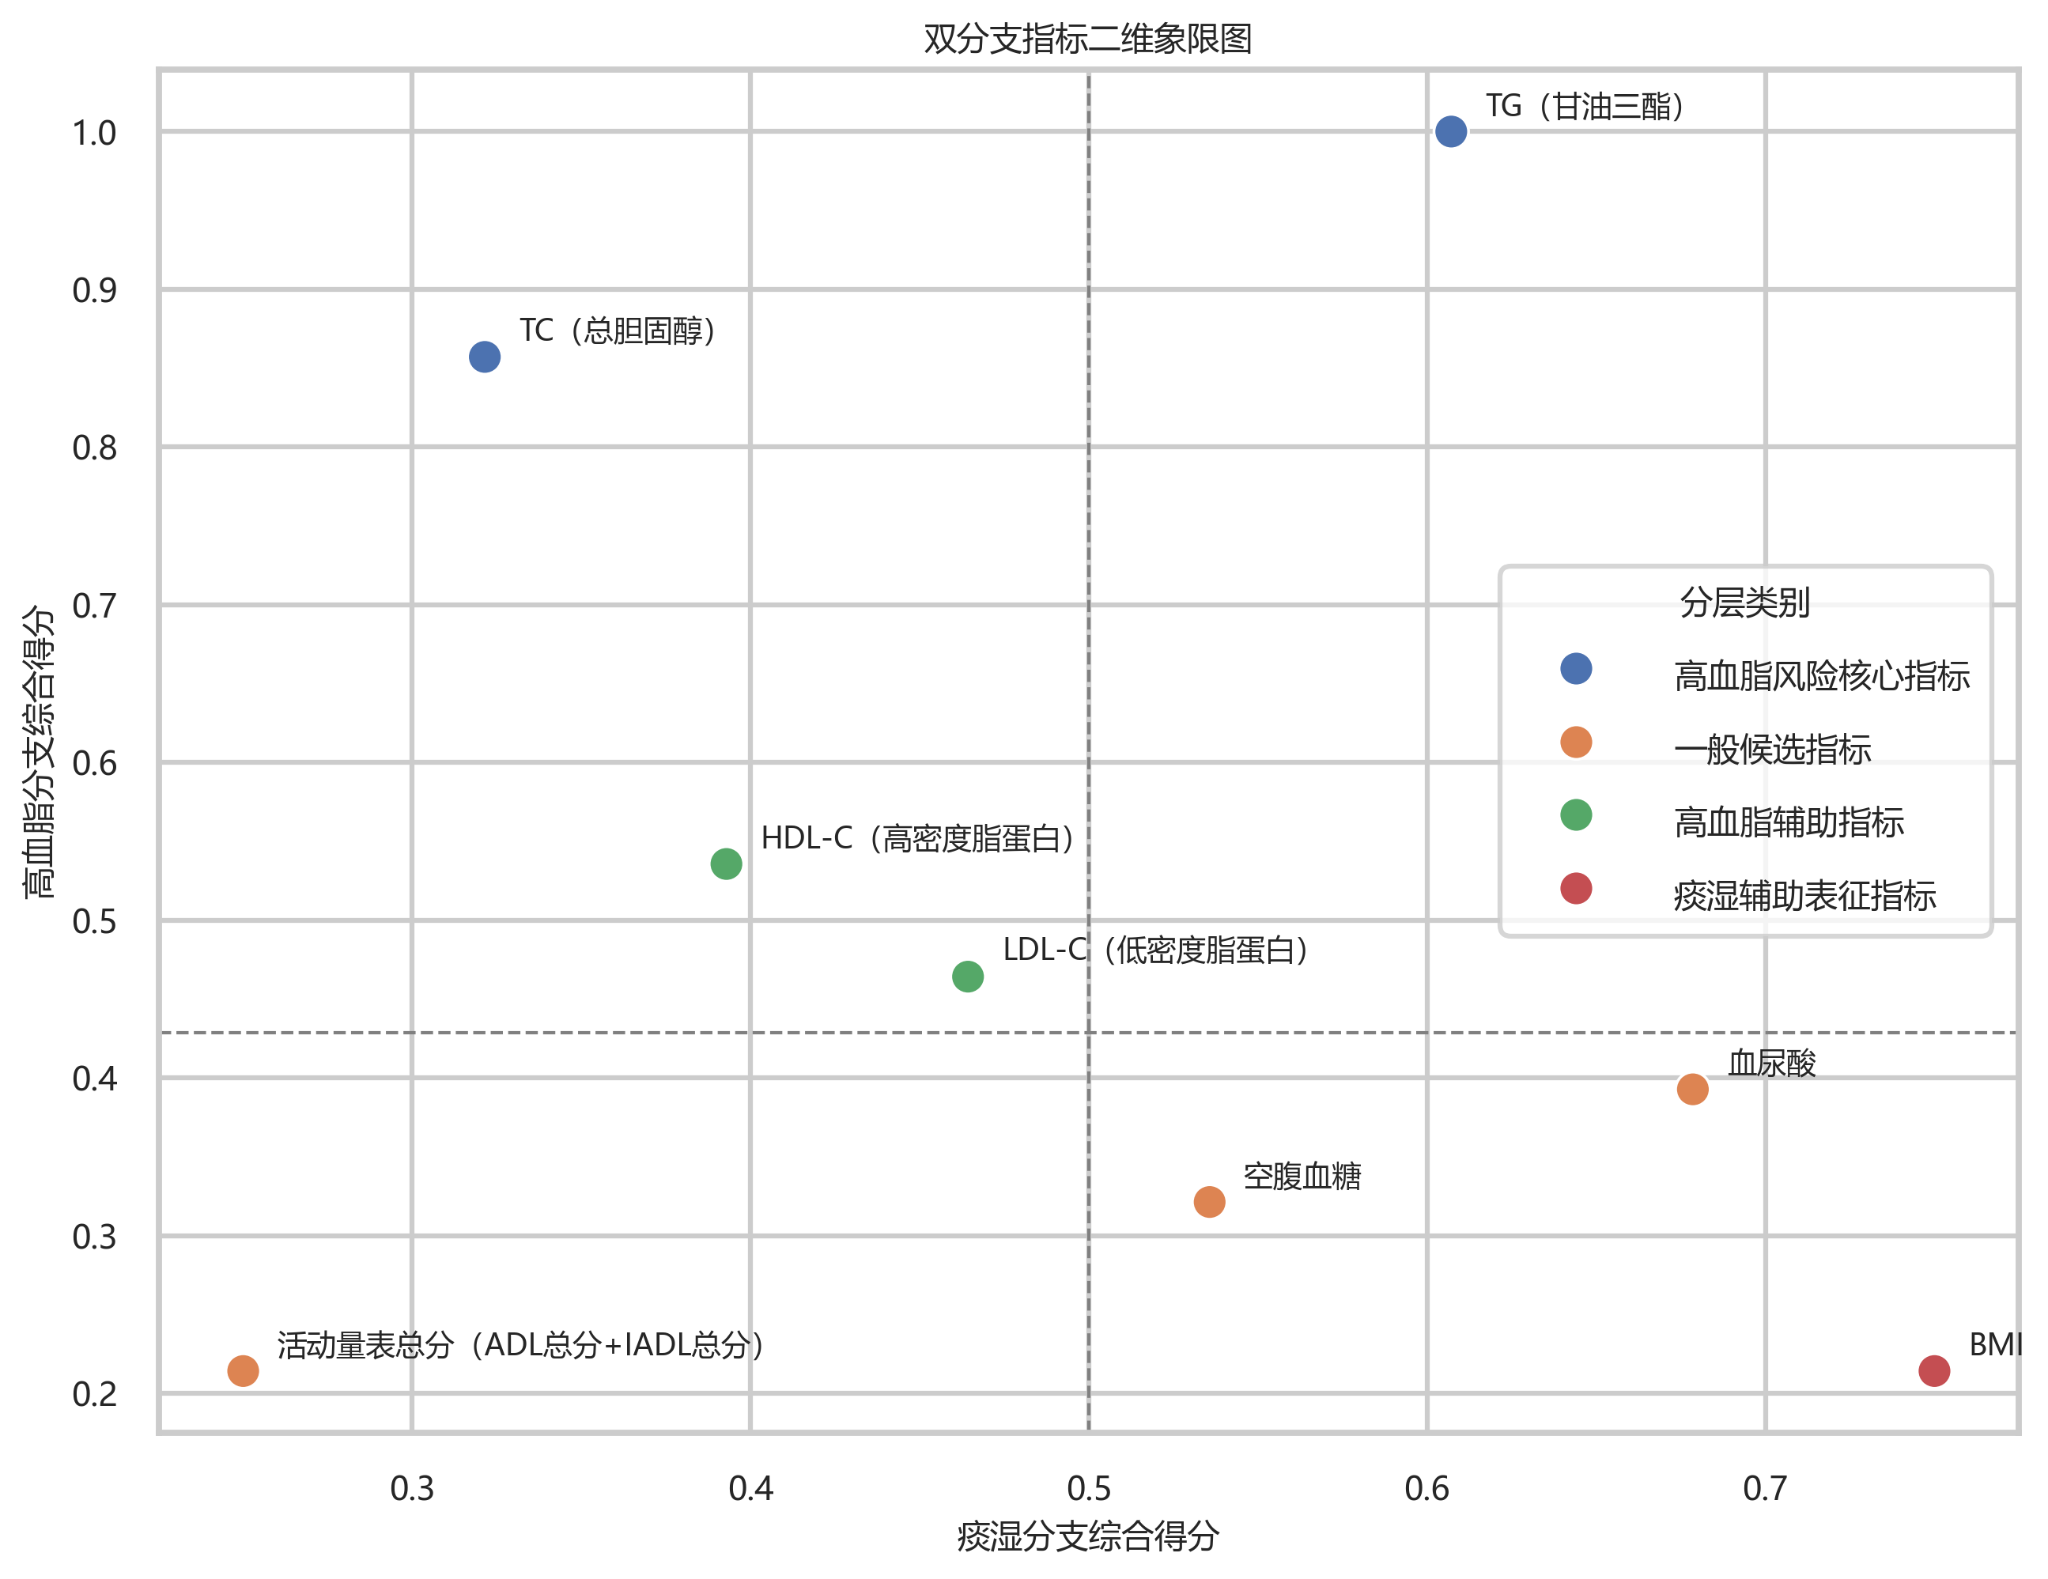 双分支指标二维象限图
高血脂分支综合得分
1.0
0.9
0.8
0.7
0.6
0.5
0.4
0.3
0.2
TG（甘油三酯）
TC（总胆固醇）
HDL-C（高密度脂蛋白）
LDL-C（低密度脂蛋白）
血尿酸
空腹血糖
活动量表总分（ADL总分+IADL总分）
BMI
分层类别
高血脂风险核心指标
一般候选指标
高血脂辅助指标
痰湿辅助表征指标
0.3 0.4 0.5 0.6 0.7
痰湿分支综合得分